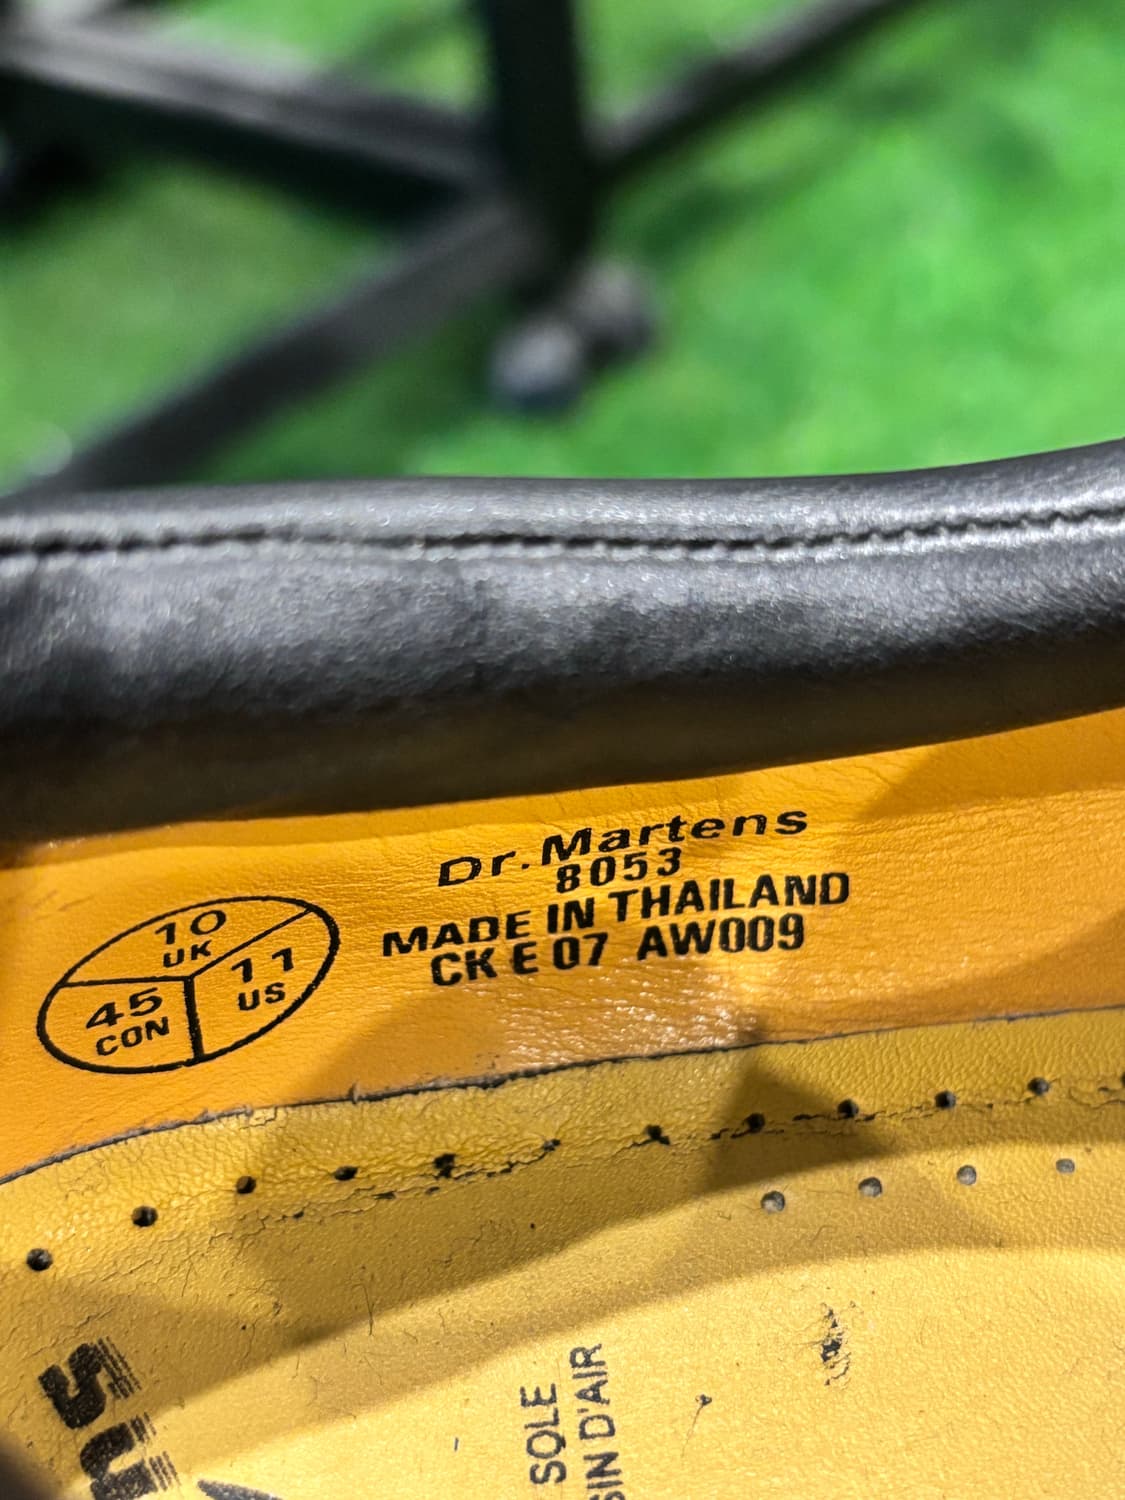 Dr. Martens
8053
MADE IN THAILAND
CK E 07 AW009
10
UK
11
US
45
CON
SOLE
SIN D'AIR